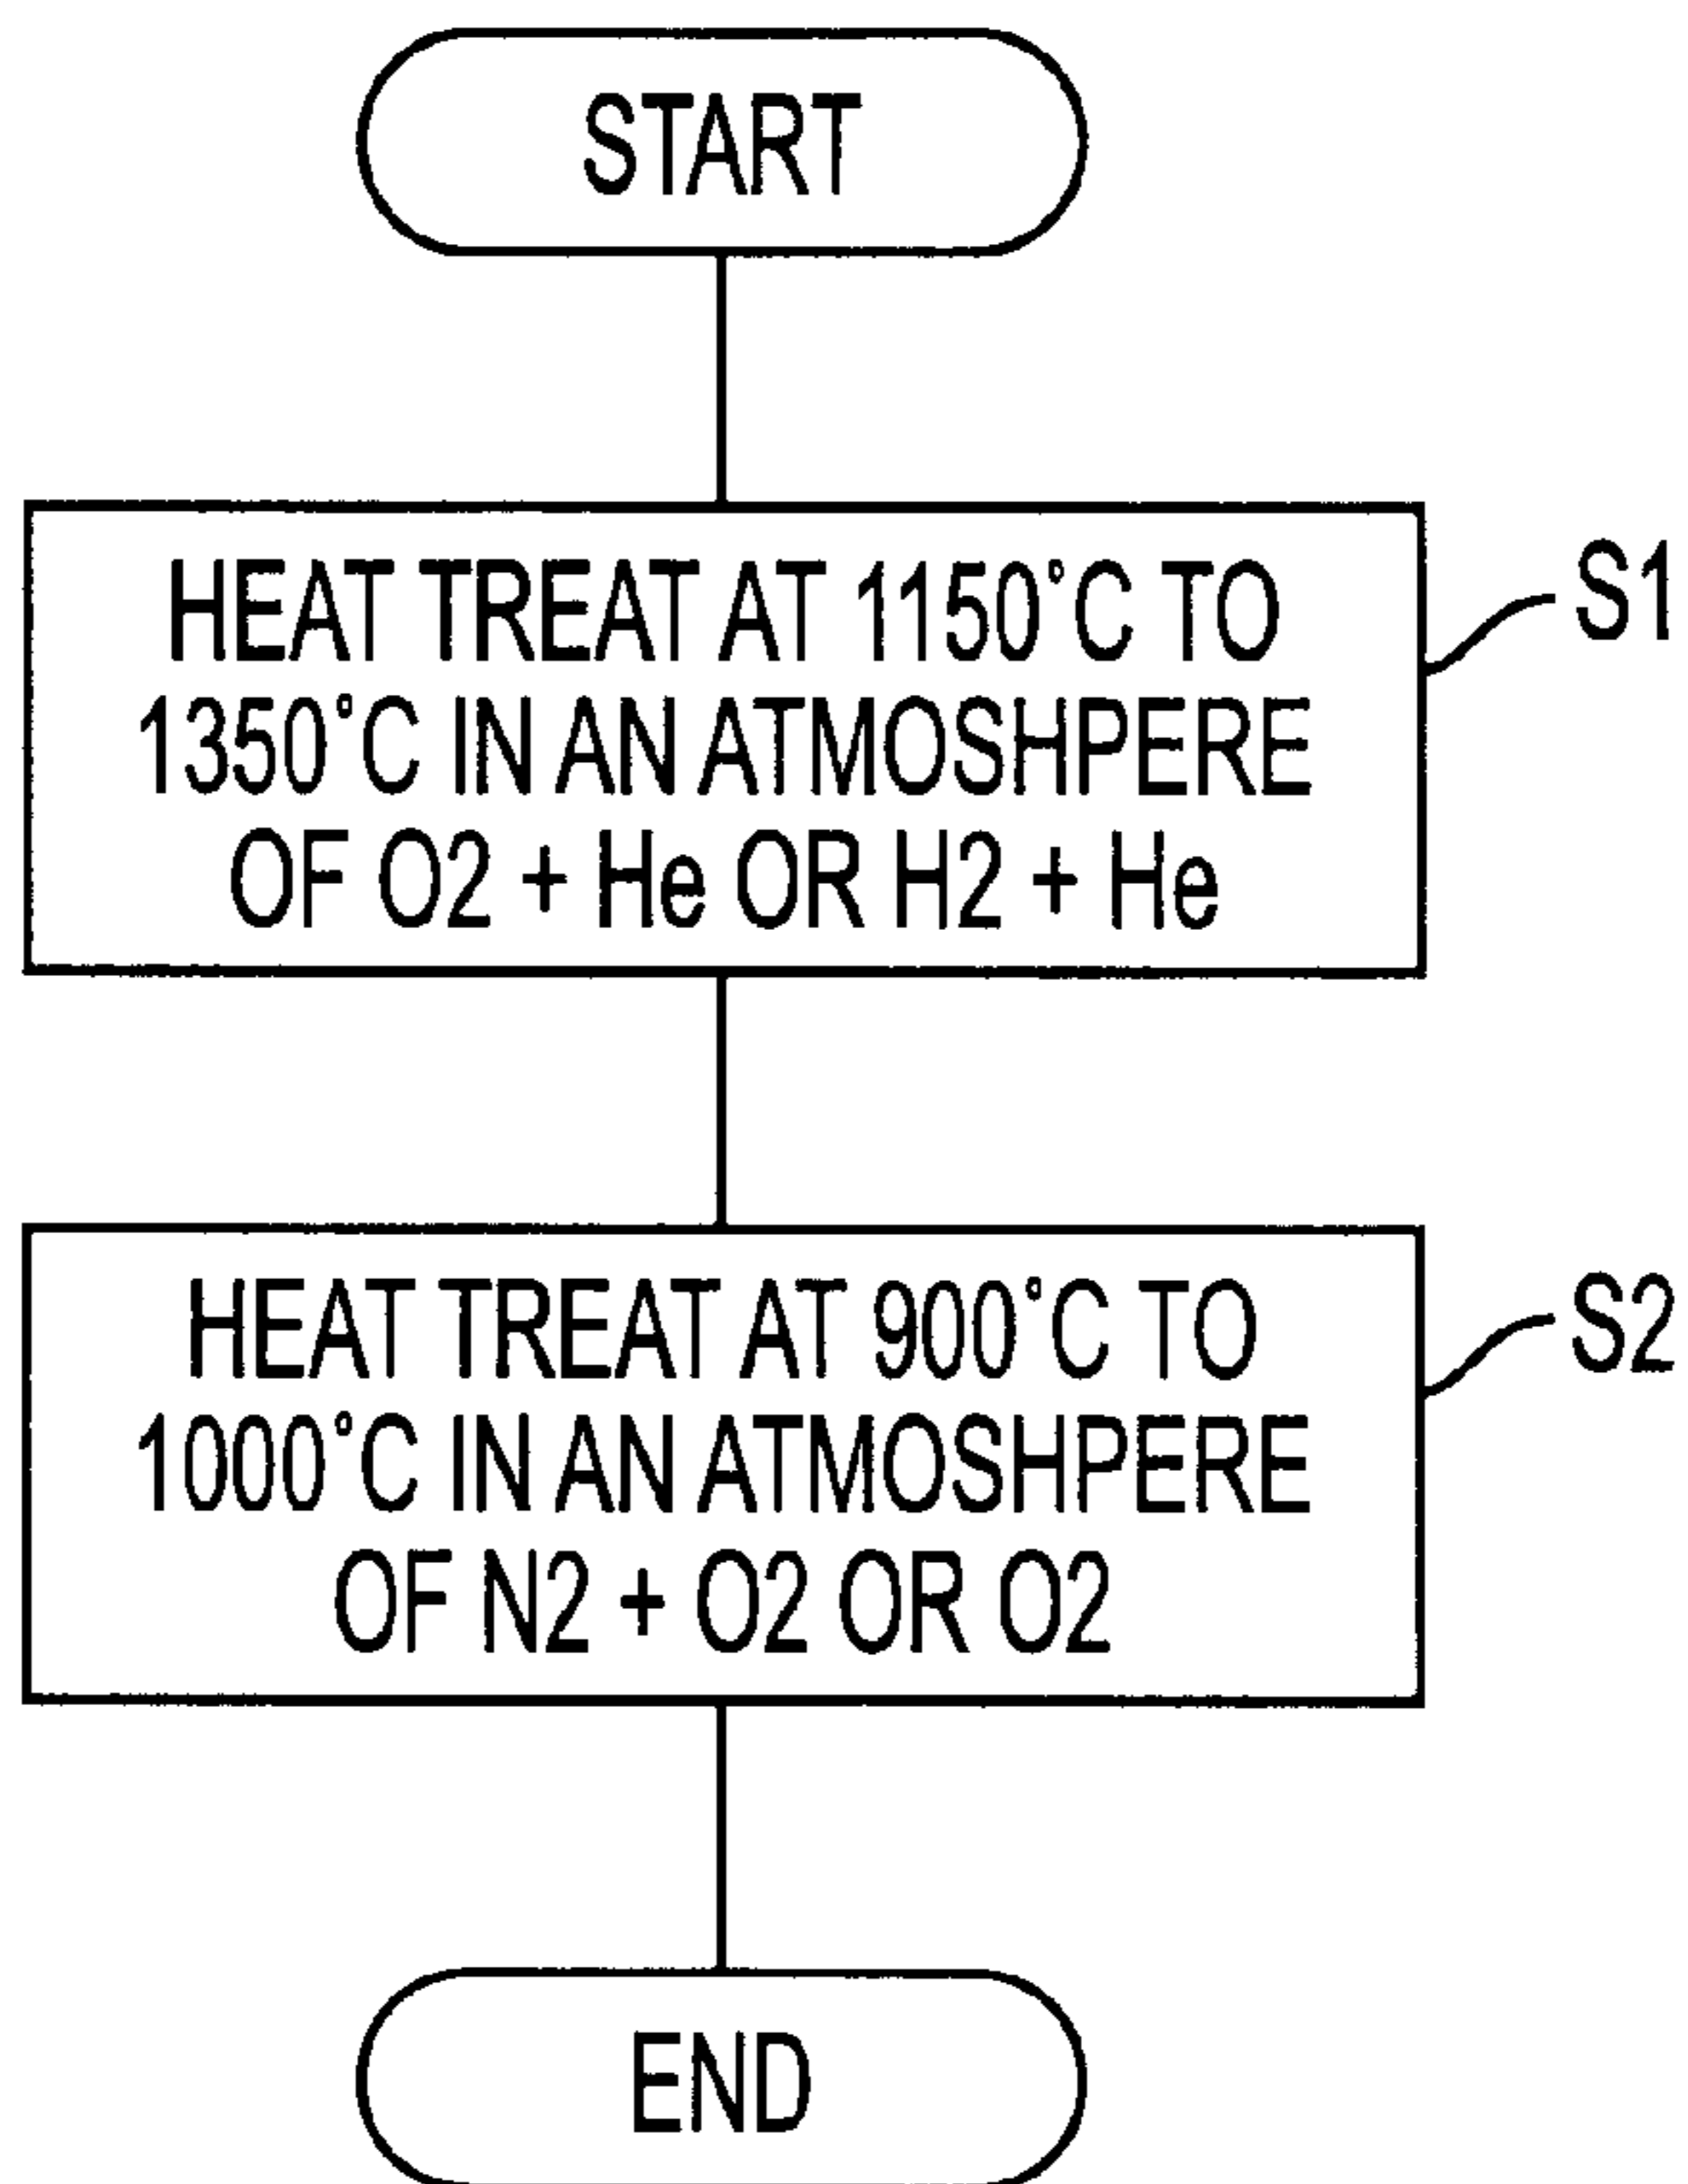 START
HEAT TREAT AT 1150°C TO
1350°C IN AN ATMOSHPERE
OF O2 + He OR H2 + He
S1
HEAT TREAT AT 900°C TO
1000°C IN AN ATMOSHPERE
OF N2 + O2 OR O2
S2
END